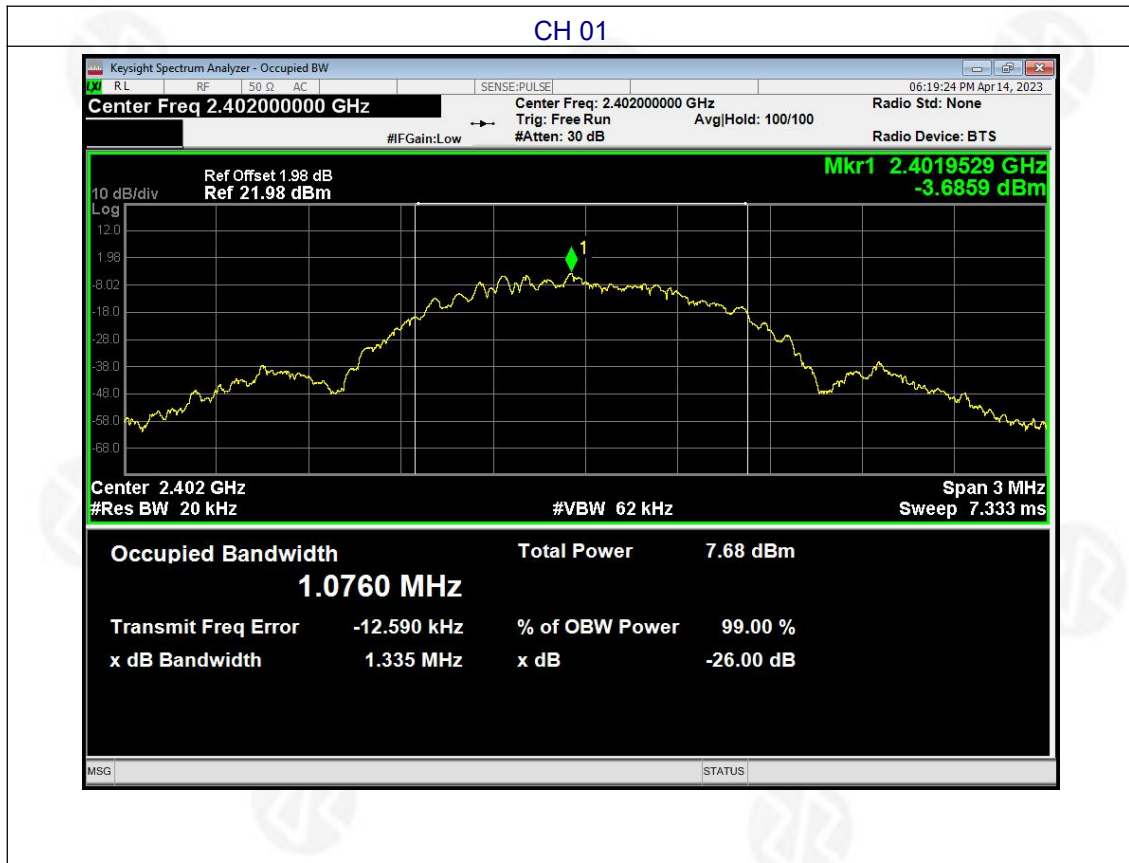 CH 01
Keysight Spectrum Analyzer - Occupied BW
LXI RL RF 50 Ω AC SENSE:PULSE 06:19:24 PM Apr 14, 2023
Center Freq 2.402000000 GHz
Center Freq: 2.402000000 GHz
Radio Std: None
Trig: Free Run Avg|Hold: 100/100
#IFGain:Low #Atten: 30 dB Radio Device: BTS
Mkr1 2.4019529 GHz
-3.6859 dBm
Ref Offset 1.98 dB
10 dB/div Ref 21.98 dBm
Log
12.0
1
1.98
-8.02
-18.0
-28.0
-38.0
-48.0
-58.0
-68.0
Center 2.402 GHz Span 3 MHz
#Res BW 20 kHz #VBW 62 kHz Sweep 7.333 ms
Occupied Bandwidth Total Power 7.68 dBm
1.0760 MHz
Transmit Freq Error -12.590 kHz % of OBW Power 99.00 %
x dB Bandwidth 1.335 MHz x dB -26.00 dB
MSG STATUS